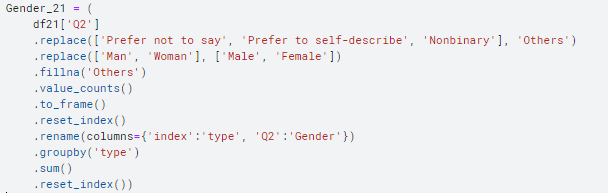 Gender_21 = (
    df21['Q2']
    .replace(['Prefer not to say', 'Prefer to self-describe', 'Nonbinary'], 'Others')
    .replace(['Man', 'Woman'], ['Male', 'Female'])
    .fillna('Others')
    .value_counts()
    .to_frame()
    .reset_index()
    .rename(columns={'index':'type', 'Q2':'Gender'})
    .groupby('type')
    .sum()
    .reset_index())